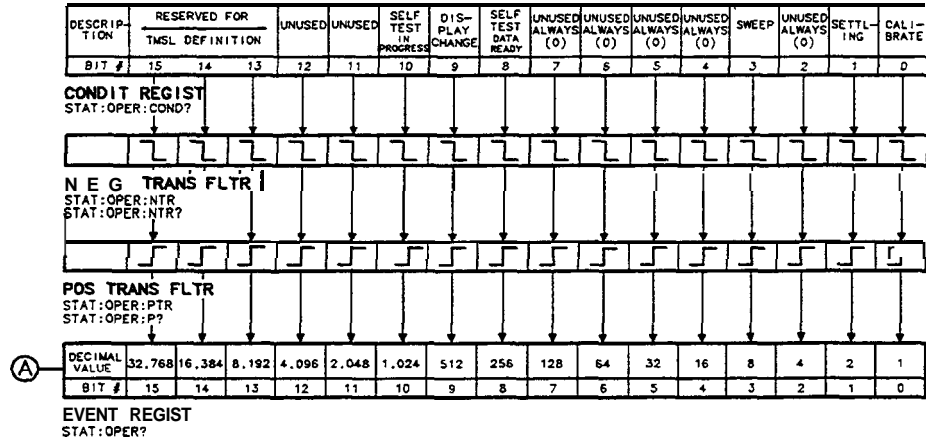 DESCRIP-TION RESERVED FOR TMSL DEFINITION UNUSED UNUSED SELF TEST IN PROGRESS DIS-PLAY CHANGE SELF TEST DATA READY UNUSED ALWAYS (0) UNUSED ALWAYS (0) UNUSED ALWAYS (0) UNUSED ALWAYS (0) SWEEP UNUSED ALWAYS (0) SETTL-ING CALI-BRATE
BIT # 15 14 13 12 11 10 9 8 7 6 5 4 3 2 1 0
CONDIT REGIST
STAT:OPER:COND?
NEG TRANS FLTR
STAT:OPER:NTR
STAT:OPER:NTR?
POS TRANS FLTR
STAT:OPER:PTR
STAT:OPER:P?
A DECIMAL VALUE 32.768 16,384 8,192 4,096 2,048 1,024 512 256 128 64 32 16 8 4 2 1
BIT # 15 14 13 12 11 10 9 8 7 6 5 4 3 2 1 0
EVENT REGIST
STAT:OPER?